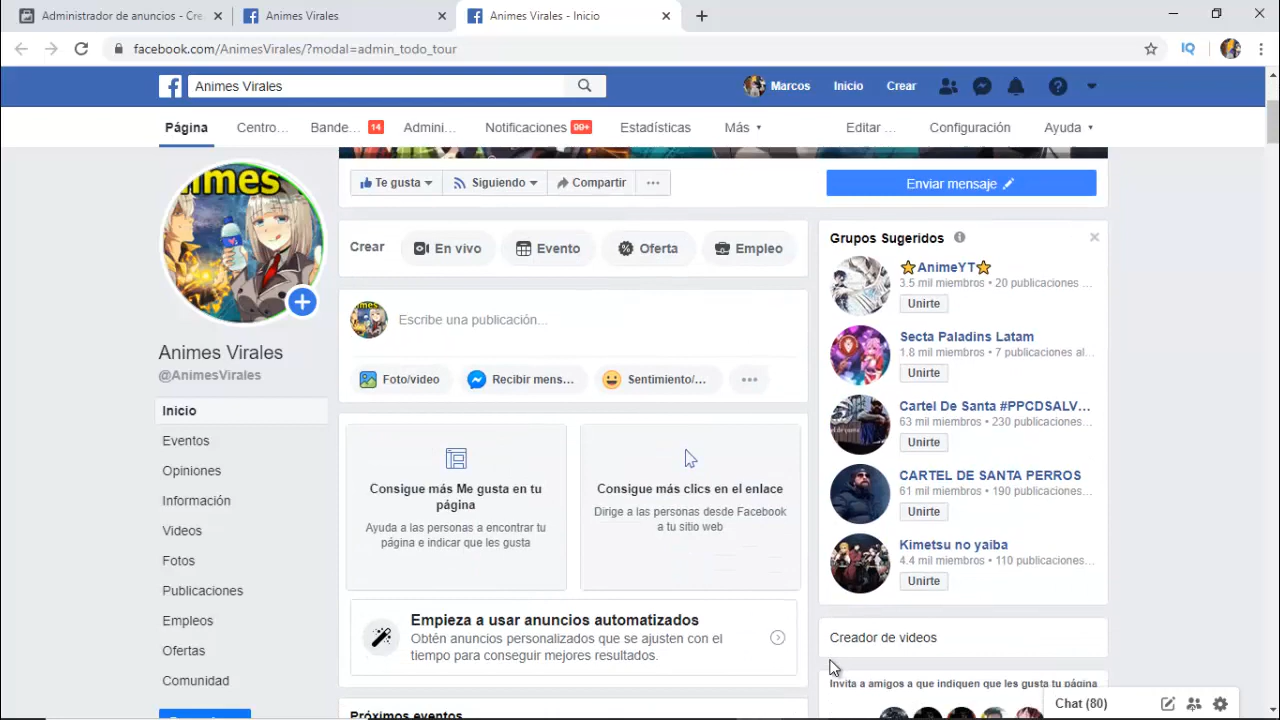 Administrador de anuncios - Cre
Animes Virales
Animes Virales - Inicio
facebook.com/AnimesVirales/?modal=admin_todo_tour
IQ
Animes Virales
Marcos
Inicio
Crear
Página
Centro...
Bande... 14
Admini...
Notificaciones 99+
Estadísticas
Más
Editar ...
Configuración
Ayuda
nimes
Te gusta
Siguiendo
Compartir
Enviar mensaje
Crear
En vivo
Evento
Oferta
Empleo
Escribe una publicación...
Foto/video
Recibir mens...
Sentimiento/...
Animes Virales
@AnimesVirales
Inicio
Eventos
Opiniones
Información
Videos
Fotos
Publicaciones
Empleos
Ofertas
Comunidad
Consigue más Me gusta en tu
página
Ayuda a las personas a encontrar tu
página e indicar que les gusta
Consigue más clics en el enlace
Dirige a las personas desde Facebook
a tu sitio web
Empieza a usar anuncios automatizados
Obtén anuncios personalizados que se ajusten con el
tiempo para conseguir mejores resultados.
Próximos eventos
Grupos Sugeridos
⭐AnimeYT⭐
3.5 mil miembros • 20 publicaciones ...
Unirte
Secta Paladins Latam
1.8 mil miembros • 7 publicaciones al...
Unirte
Cartel De Santa #PPCDSALV...
63 mil miembros • 230 publicaciones...
Unirte
CARTEL DE SANTA PERROS
61 mil miembros • 190 publicaciones...
Unirte
Kimetsu no yaiba
4.4 mil miembros • 110 publicaciones...
Unirte
Creador de videos
Invita a amigos a que indiquen que les gusta tu página
Chat (80)